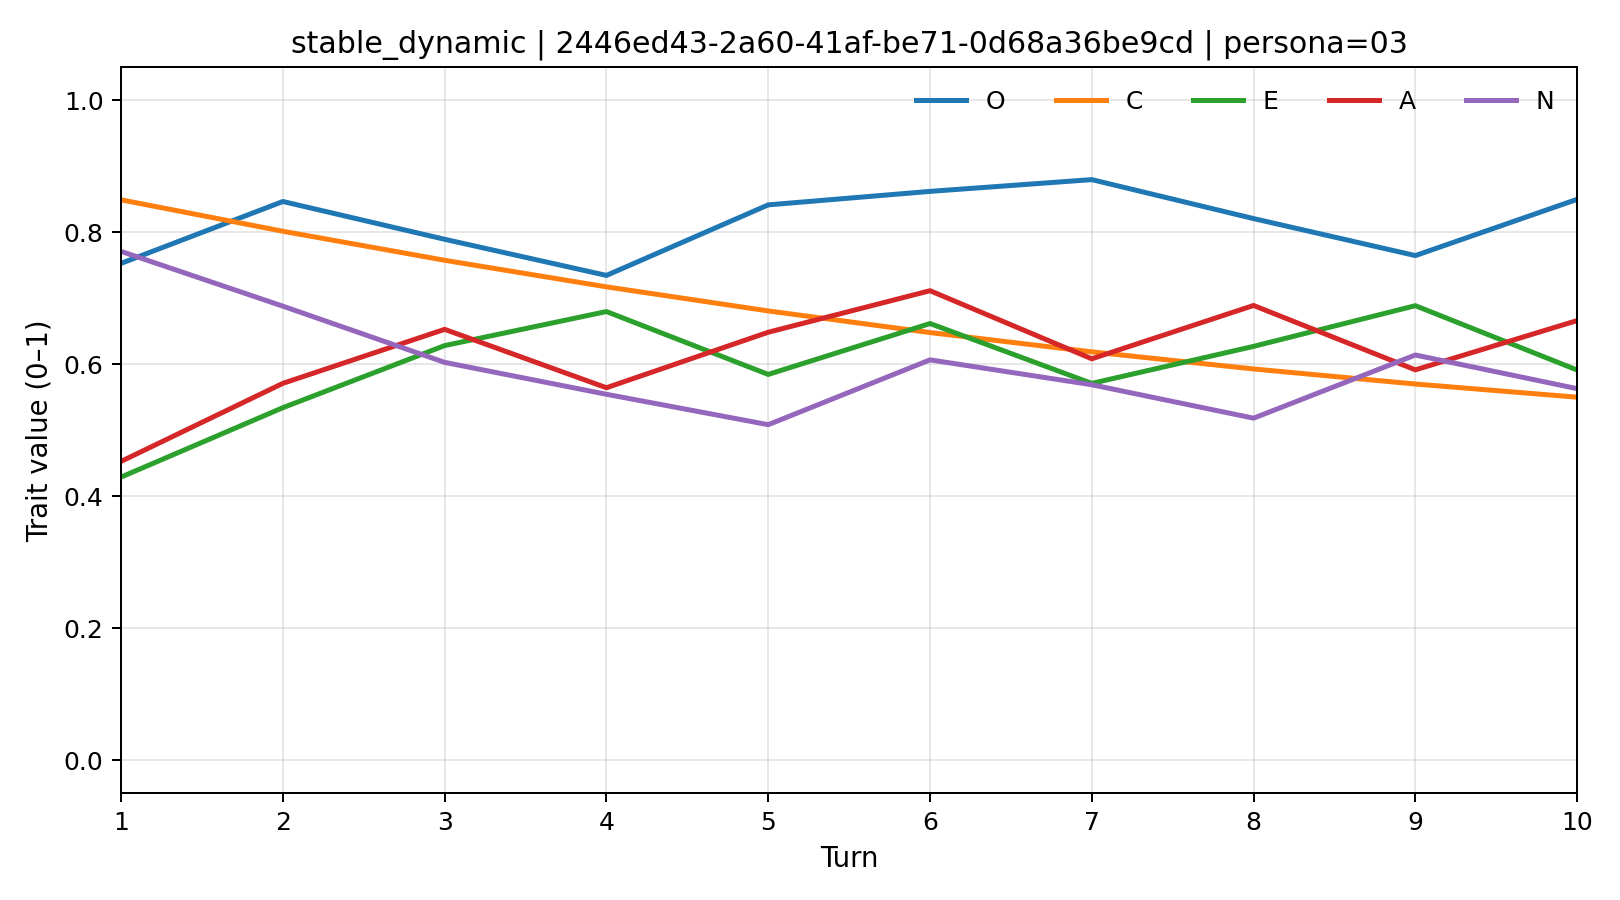 stable_dynamic | 2446ed43-2a60-41af-be71-0d68a36be9cd | persona=03
O C E A N
Trait value (0–1)
1.0
0.8
0.6
0.4
0.2
0.0
1 2 3 4 5 6 7 8 9 10
Turn